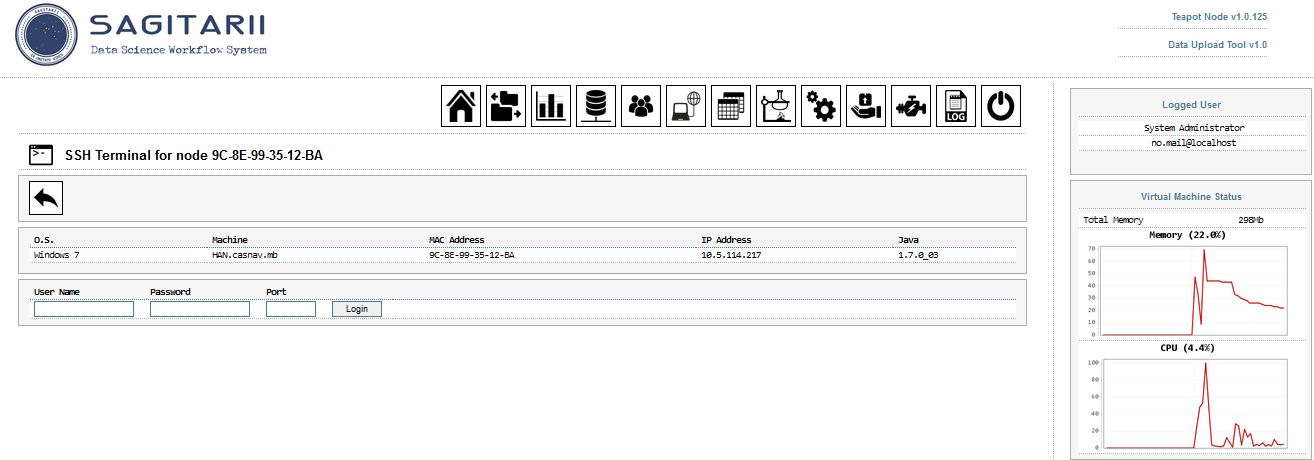 SAGITARII
Data Science Workflow System
Teapot Node v1.0.125
Data Upload Tool v1.0
LOG
SSH Terminal for node 9C-8E-99-35-12-BA
O.S. Machine MAC Address IP Address Java
Windows 7 HAN.casnav.mb 9C-8E-99-35-12-BA 10.5.114.217 1.7.0_03
User Name Password Port
Login
Logged User
System Administrator
no.mail@localhost
Virtual Machine Status
Total Memory 298Mb
Memory (22.0%)
70
60
50
40
30
20
10
0
CPU (4.4%)
100
80
60
40
20
0